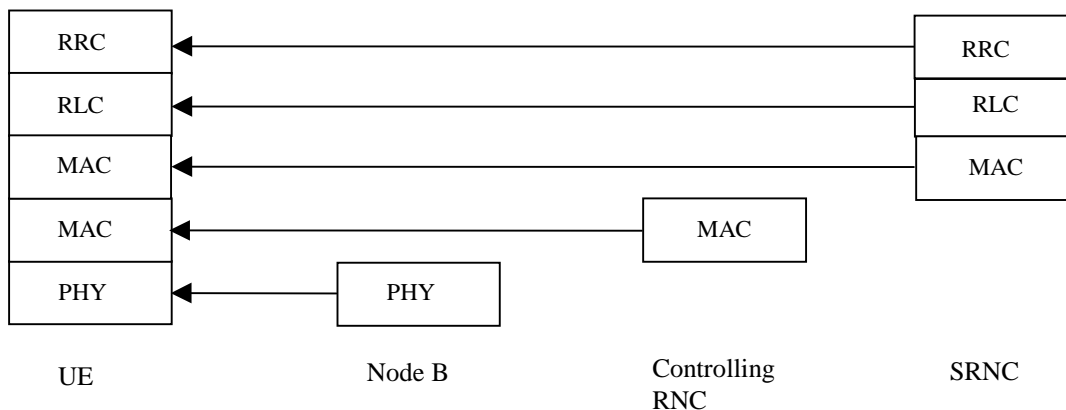 RRC RRC
RLC RLC
MAC MAC
MAC MAC
PHY PHY
UE Node B Controlling SRNC
RNC